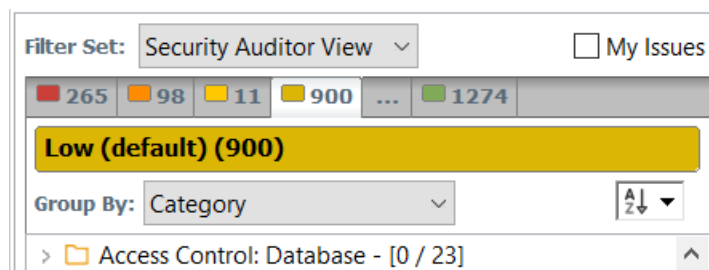 Filter Set: Security Auditor View My Issues
265 98 11 900 ... 1274
Low (default) (900)
Group By: Category A Z
Access Control: Database - [0 / 23]